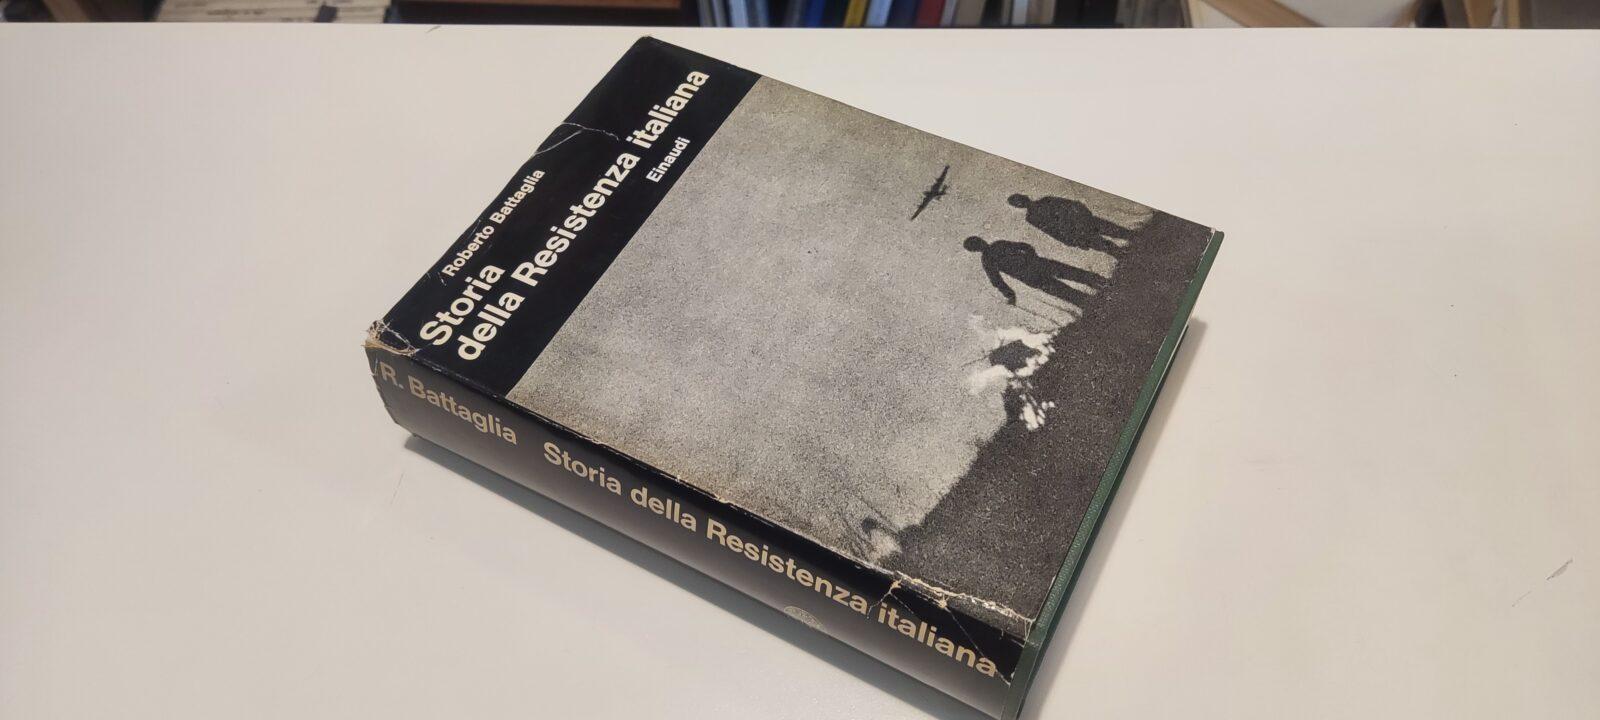 Roberto Battaglia
Storia
della Resistenza italiana
Einaudi
R. Battaglia Storia della Resistenza italiana